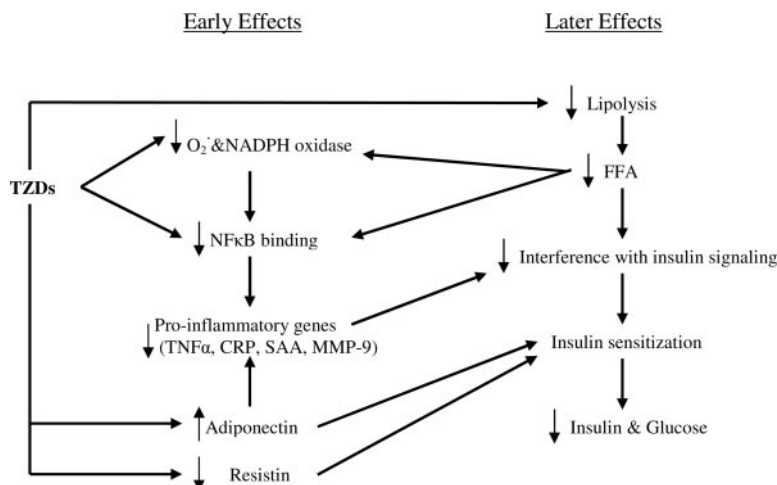 Early Effects
Later Effects
Lipolysis
O2·&NADPH oxidase
FFA
TZDs
NFκB binding
Interference with insulin signaling
Pro-inflammatory genes
(TNFα, CRP, SAA, MMP-9)
Insulin sensitization
Adiponectin
Insulin & Glucose
Resistin